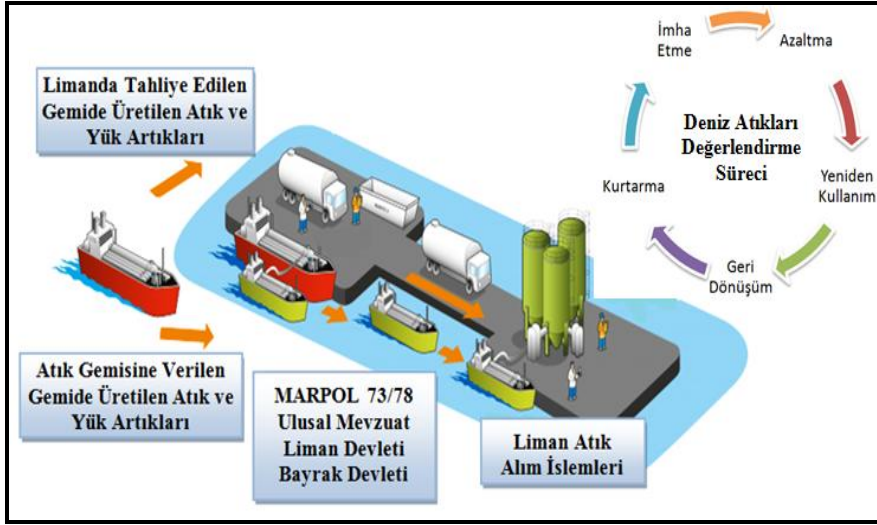 Limanda Tahliye Edilen
Gemide Üretilen Atık ve
Yük Artıkları
Atık Gemisine Verilen
Gemide Üretilen Atık ve
Yük Artıkları
MARPOL 73/78
Ulusal Mevzuat
Liman Devleti
Bayrak Devleti
Liman Atık
Alım İslemleri
Deniz Atıkları
Değerlendirme
Süreci
İmha
Etme
Azaltma
Yeniden
Kullanım
Geri
Dönüşüm
Kurtarma